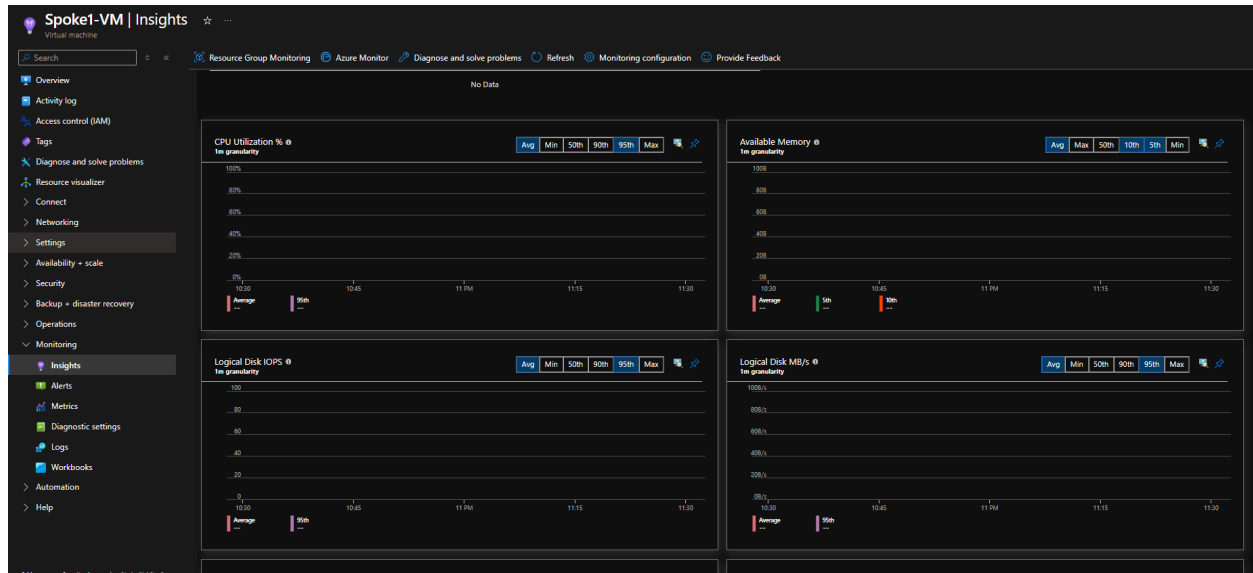 Spoke1-VM | Insights
Virtual machine
Search
Resource Group Monitoring Azure Monitor Diagnose and solve problems Refresh Monitoring configuration Provide Feedback
Overview
Activity log
Access control (IAM)
Tags
Diagnose and solve problems
Resource visualizer
Connect
Networking
Settings
Availability + scale
Security
Backup + disaster recovery
Operations
Monitoring
Insights
Alerts
Metrics
Diagnostic settings
Logs
Workbooks
Automation
Help
No Data
CPU Utilization %
1m granularity
Avg Min 50th 90th 95th Max
100%
80%
60%
40%
20%
0%
10:30 10:45 11 PM 11:15 11:30
Average 95th
-- --
Available Memory
1m granularity
Avg Max 50th 10th 5th Min
100B
80B
60B
40B
20B
0B
10:30 10:45 11 PM 11:15 11:30
Average 5th 10th
-- -- --
Logical Disk IOPS
1m granularity
Avg Min 50th 90th 95th Max
100
80
60
40
20
0
10:30 10:45 11 PM 11:15 11:30
Average 95th
-- --
Logical Disk MB/s
1m granularity
Avg Min 50th 90th 95th Max
100B/s
80B/s
60B/s
40B/s
20B/s
0B/s
10:30 10:45 11 PM 11:15 11:30
Average 95th
-- --